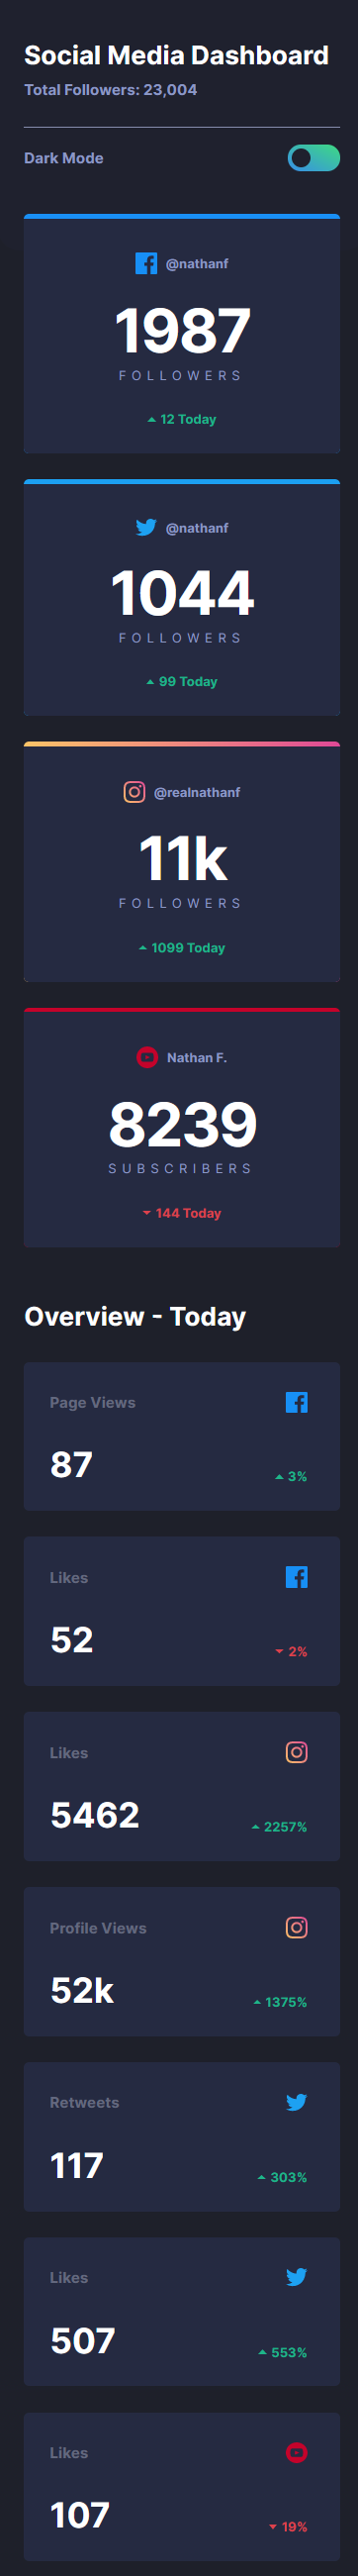 Social Media Dashboard
Total Followers: 23,004
Dark Mode
@nathanf
1987
FOLLOWERS
12 Today
@nathanf
1044
FOLLOWERS
99 Today
@realnathanf
11k
FOLLOWERS
1099 Today
Nathan F.
8239
SUBSCRIBERS
144 Today
Overview - Today
Page Views
87
3%
Likes
52
2%
Likes
5462
2257%
Profile Views
52k
1375%
Retweets
117
303%
Likes
507
553%
Likes
107
19%